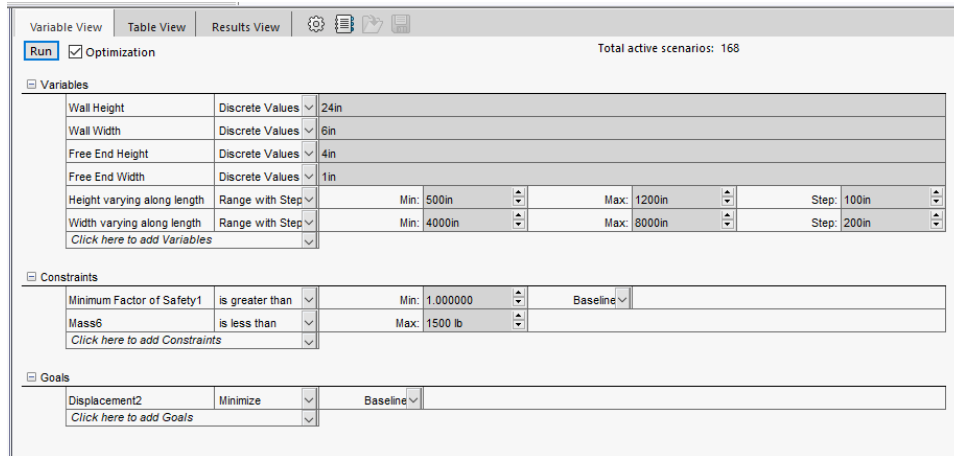 Variable View Table View Results View
Run Optimization Total active scenarios: 168
Variables
Wall Height Discrete Values 24in
Wall Width Discrete Values 6in
Free End Height Discrete Values 4in
Free End Width Discrete Values 1in
Height varying along length Range with Step Min: 500in Max: 1200in Step: 100in
Width varying along length Range with Step Min: 4000in Max: 8000in Step: 200in
Click here to add Variables
Constraints
Minimum Factor of Safety1 is greater than Min: 1.000000 Baseline
Mass6 is less than Max: 1500 lb
Click here to add Constraints
Goals
Displacement2 Minimize Baseline
Click here to add Goals